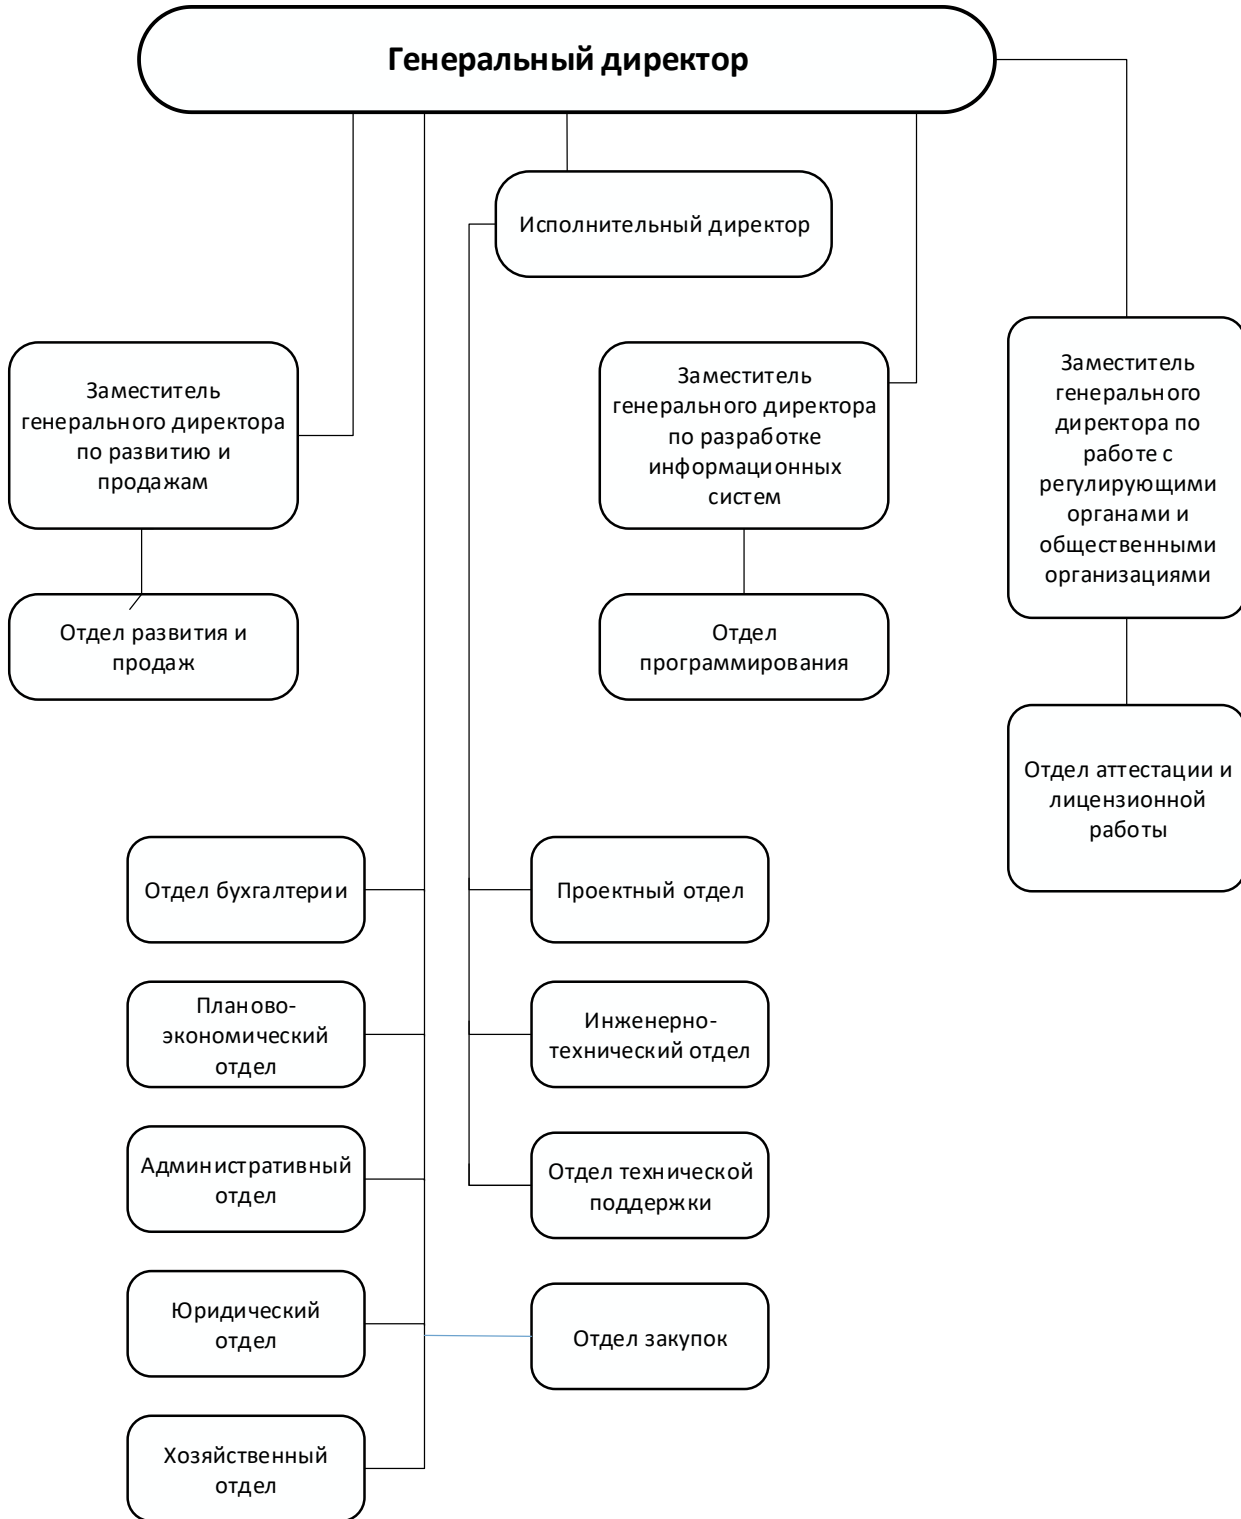 Генеральный директор
Исполнительный директор
Заместитель
генерального директора
по развитию и
продажам
Заместитель
генерального директора
по разработке
информационных
систем
Заместитель
генерального
директора по
работе с
регулирующими
органами и
общественными
организациями
Отдел развития и
продаж
Отдел
программирования
Отдел аттестации и
лицензионной
работы
Отдел бухгалтерии
Проектный отдел
Планово-
экономический
отдел
Инженерно-
технический отдел
Административный
отдел
Отдел технической
поддержки
Юридический
отдел
Отдел закупок
Хозяйственный
отдел